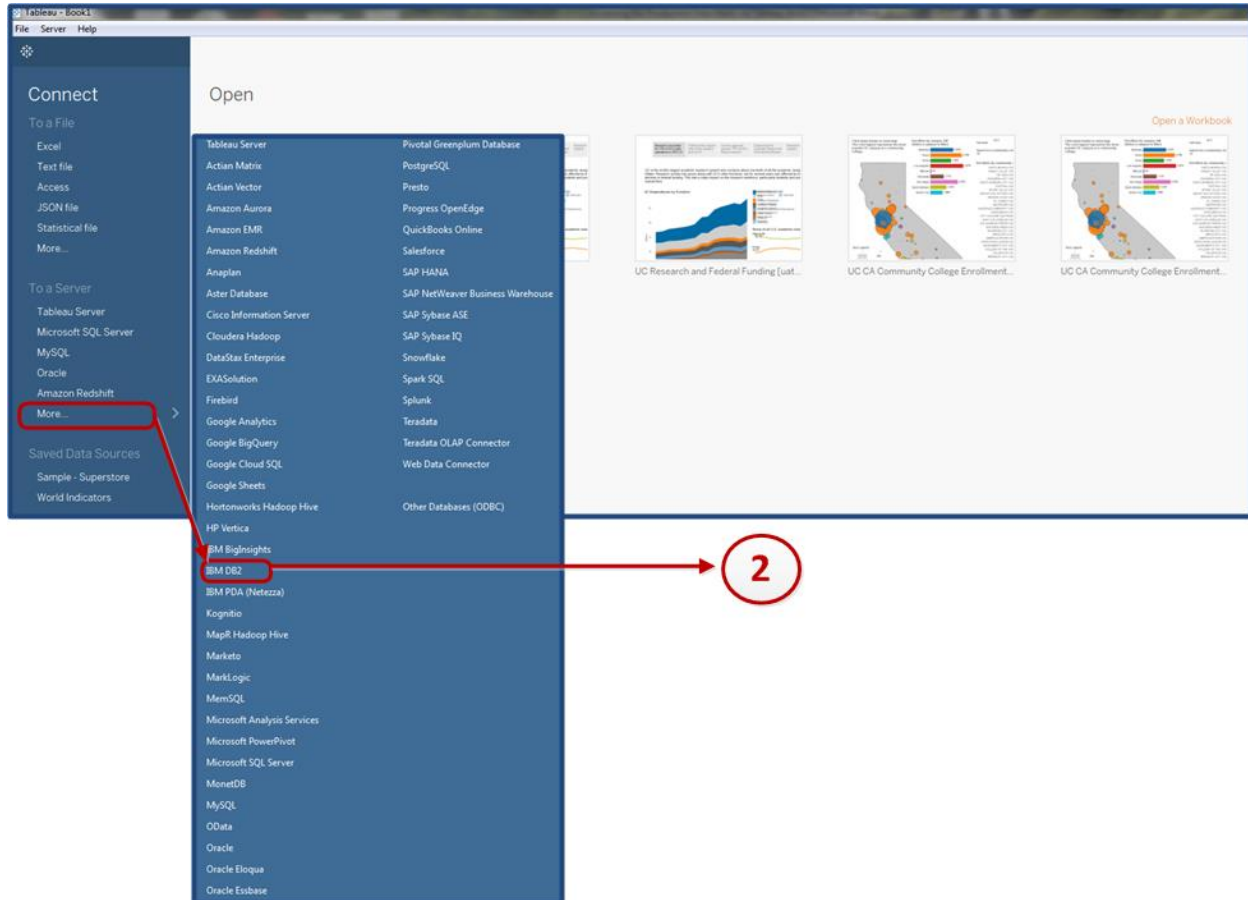 Tableau - Book1
File Server Help
Connect
To a File
Excel
Text file
Access
JSON file
Statistical file
More...
To a Server
Tableau Server
Microsoft SQL Server
MySQL
Oracle
Amazon Redshift
More...
Saved Data Sources
Sample - Superstore
World Indicators
Open
Open a Workbook
Tableau Server
Actian Matrix
Actian Vector
Amazon Aurora
Amazon EMR
Amazon Redshift
Anaplan
Aster Database
Cisco Information Server
Cloudera Hadoop
DataStax Enterprise
EXASolution
Firebird
Google Analytics
Google BigQuery
Google Cloud SQL
Google Sheets
Hortonworks Hadoop Hive
HP Vertica
IBM BigInsights
IBM DB2
IBM PDA (Netezza)
Kognitio
MapR Hadoop Hive
Marketo
MarkLogic
MemSQL
Microsoft Analysis Services
Microsoft PowerPivot
Microsoft SQL Server
MonetDB
MySQL
OData
Oracle
Oracle Eloqua
Oracle Essbase
Pivotal Greenplum Database
PostgreSQL
Presto
Progress OpenEdge
QuickBooks Online
Salesforce
SAP HANA
SAP NetWeaver Business Warehouse
SAP Sybase ASE
SAP Sybase IQ
Snowflake
Spark SQL
Splunk
Teradata
Teradata OLAP Connector
Web Data Connector
Other Databases (ODBC)
UC Research and Federal Funding [uat...
UC CA Community College Enrollment...
UC CA Community College Enrollment...
2